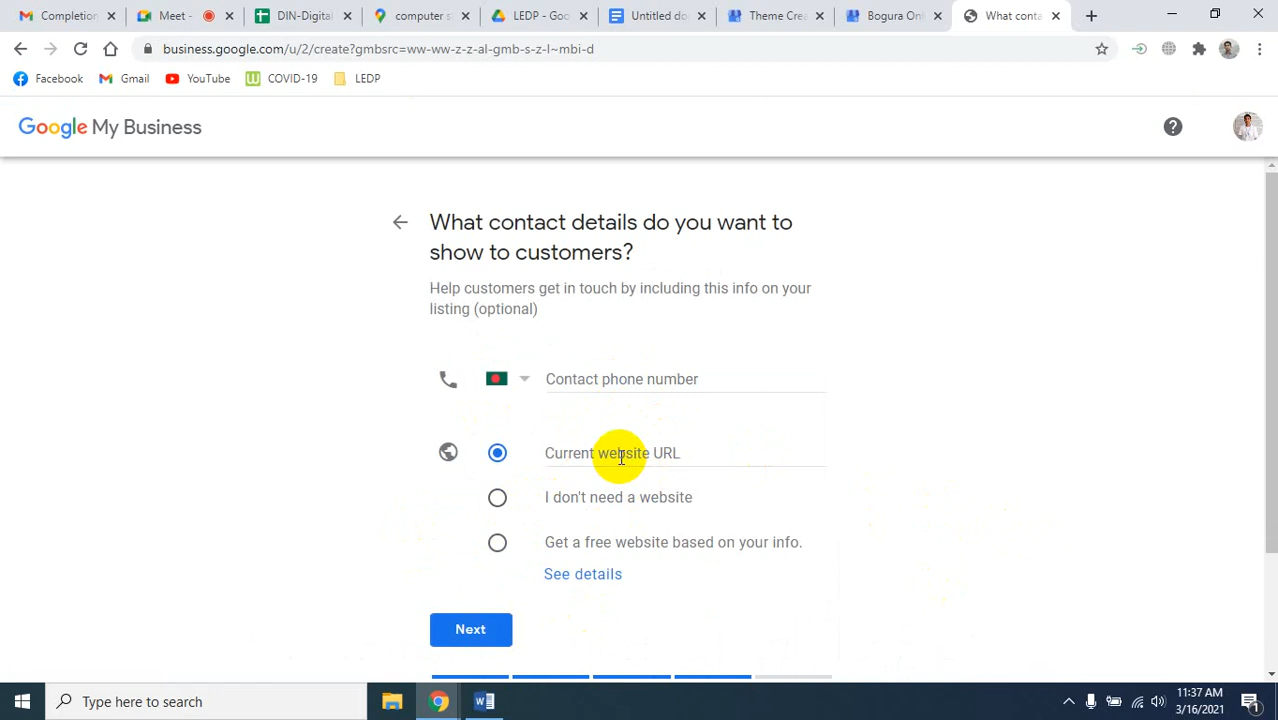 Completion
Meet -
DIN-Digital
computer s
LEDP - Goo
Untitled do
Theme Cre
Bogura Onl
What conta
business.google.com/u/2/create?gmbsrc=ww-ww-z-z-al-gmb-s-z-l~mbi-d
Facebook
Gmail
YouTube
COVID-19
LEDP
Google My Business
What contact details do you want to
show to customers?
Help customers get in touch by including this info on your
listing (optional)
Contact phone number
Current website URL
I don't need a website
Get a free website based on your info.
See details
Next
Type here to search
11:37 AM
3/16/2021
1